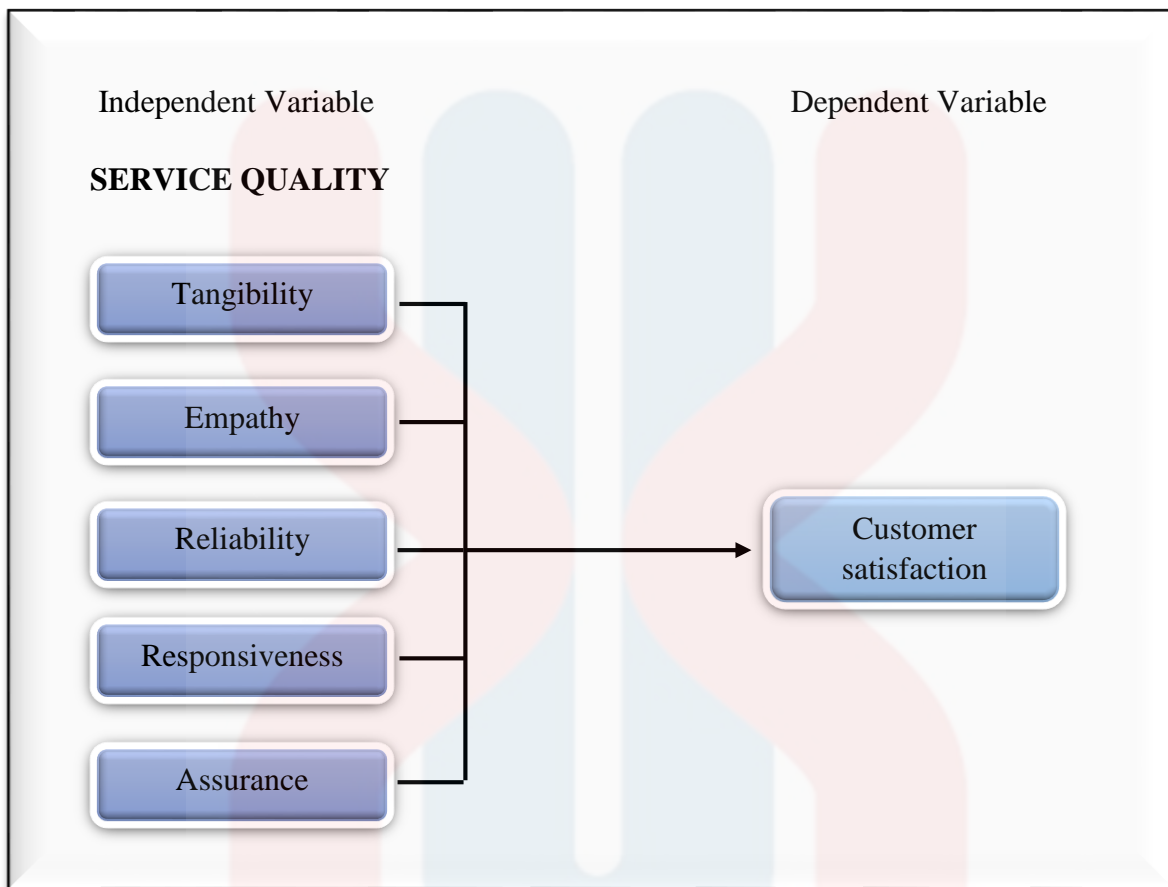 Independent Variable
Dependent Variable
SERVICE QUALITY
Tangibility
Empathy
Reliability
Responsiveness
Assurance
Customer
satisfaction